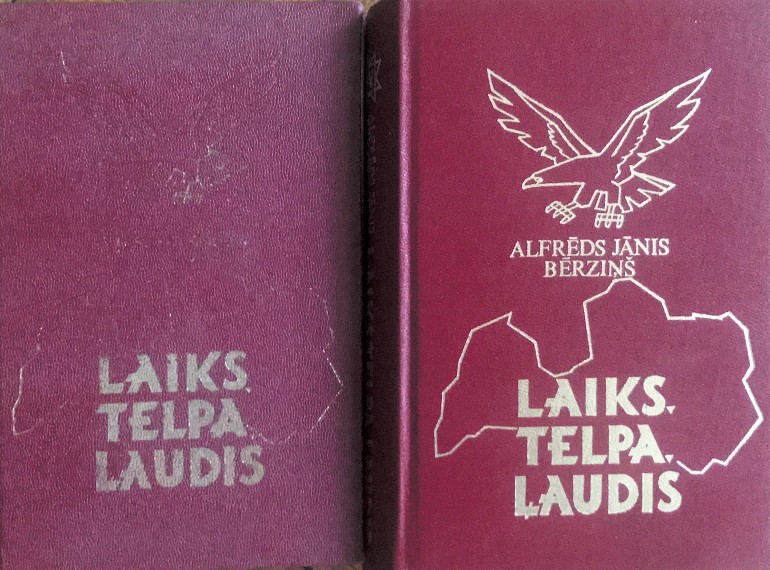 LAIKS,
TELPA
ĻAUDIS
ALFRĒDS JĀNIS
BĒRZIŅŠ
LAIKS,
TELPA,
ĻAUDIS